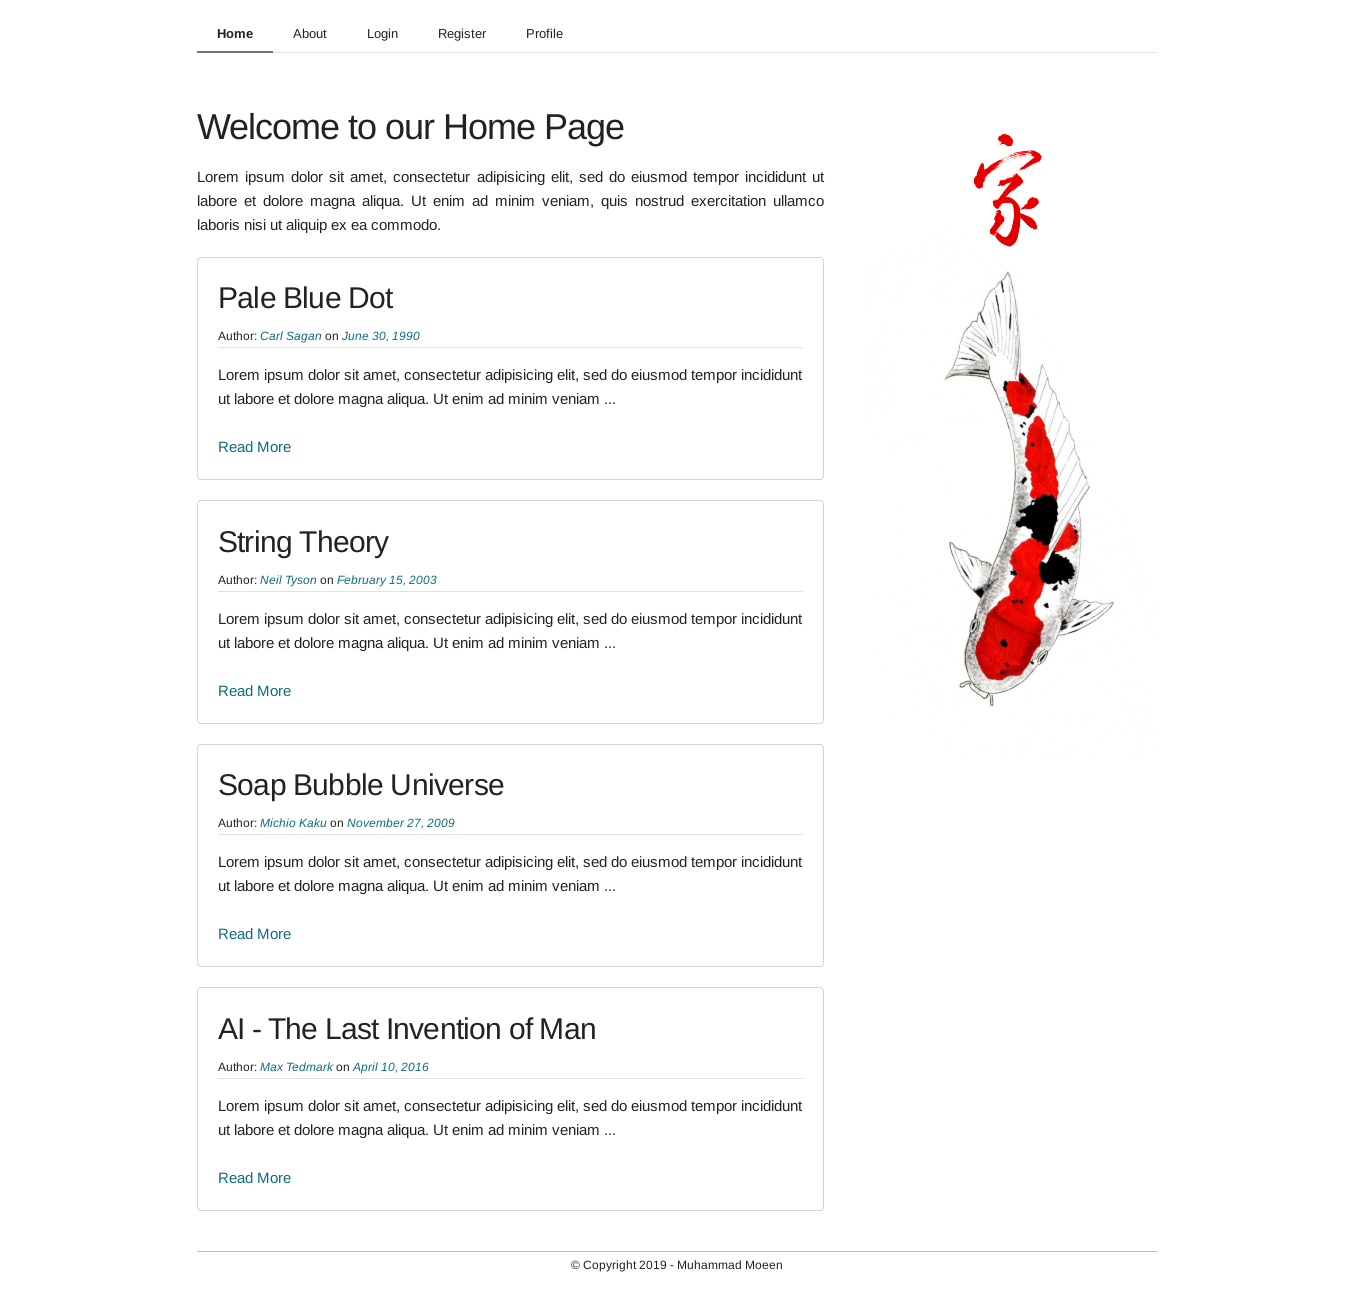 Home About Login Register Profile
Welcome to our Home Page
Lorem ipsum dolor sit amet, consectetur adipisicing elit, sed do eiusmod tempor incididunt ut
labore et dolore magna aliqua. Ut enim ad minim veniam, quis nostrud exercitation ullamco
laboris nisi ut aliquip ex ea commodo.
家
Pale Blue Dot
Author: Carl Sagan on June 30, 1990
Lorem ipsum dolor sit amet, consectetur adipisicing elit, sed do eiusmod tempor incididunt
ut labore et dolore magna aliqua. Ut enim ad minim veniam ...
Read More
String Theory
Author: Neil Tyson on February 15, 2003
Lorem ipsum dolor sit amet, consectetur adipisicing elit, sed do eiusmod tempor incididunt
ut labore et dolore magna aliqua. Ut enim ad minim veniam ...
Read More
Soap Bubble Universe
Author: Michio Kaku on November 27, 2009
Lorem ipsum dolor sit amet, consectetur adipisicing elit, sed do eiusmod tempor incididunt
ut labore et dolore magna aliqua. Ut enim ad minim veniam ...
Read More
AI - The Last Invention of Man
Author: Max Tedmark on April 10, 2016
Lorem ipsum dolor sit amet, consectetur adipisicing elit, sed do eiusmod tempor incididunt
ut labore et dolore magna aliqua. Ut enim ad minim veniam ...
Read More
© Copyright 2019 - Muhammad Moeen